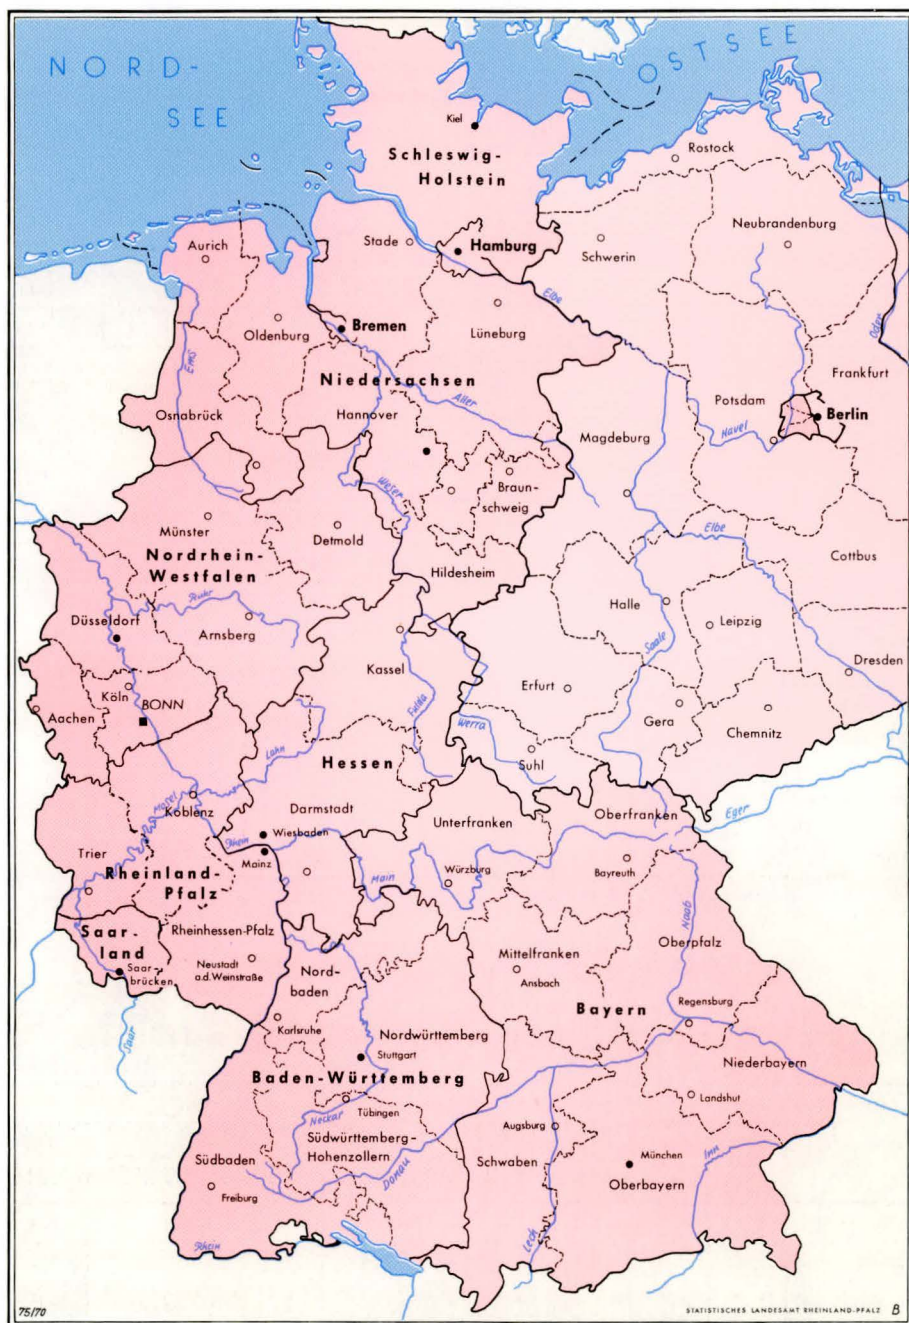 NORD-
SEE
OSTSEE
Kiel
Schleswig-
Holstein
Rostock
Hamburg
Stade
Schwerin
Neubrandenburg
Aurich
Elbe
Oder
Lüneburg
Oldenburg
Bremen
Ems
Niedersachsen
Frankfurt
Aller
Osnabrück
Hannover
Potsdam
Berlin
Havel
Magdeburg
Weser
Braun-
schweig
Münster
Detmold
Elbe
Nordrhein-
Westfalen
Hildesheim
Cottbus
Ruhr
Halle
Düsseldorf
Arnsberg
Leipzig
Saale
Kassel
Dresden
Köln
Erfurt
Aachen
BONN
Fulda
Werra
Gera
Chemnitz
Lahn
Hessen
Suhl
Mosel
Koblenz
Darmstadt
Unterfranken
Oberfranken
Eger
Rhein
Wiesbaden
Mainz
Trier
Rheinland-
Pfalz
Main
Würzburg
Bayreuth
Naab
Saar-
land
Rheinhessen-Pfalz
Oberpfalz
Mittelfranken
Ansbach
Saar-
brücken
Neustadt
a.d.Weinstraße
Nord-
baden
Regensburg
Bayern
Karlsruhe
Nordwürttemberg
Saar
Stuttgart
Niederbayern
Baden-Württemberg
Landshut
Neckar
Tübingen
Augsburg
Südwürttemberg-
Hohenzollern
Südbaden
Donau
Schwaben
München
Inn
Oberbayern
Freiburg
Rhein
Lech
75/70
STATISTISCHES LANDESAMT RHEINLAND-PFALZ B